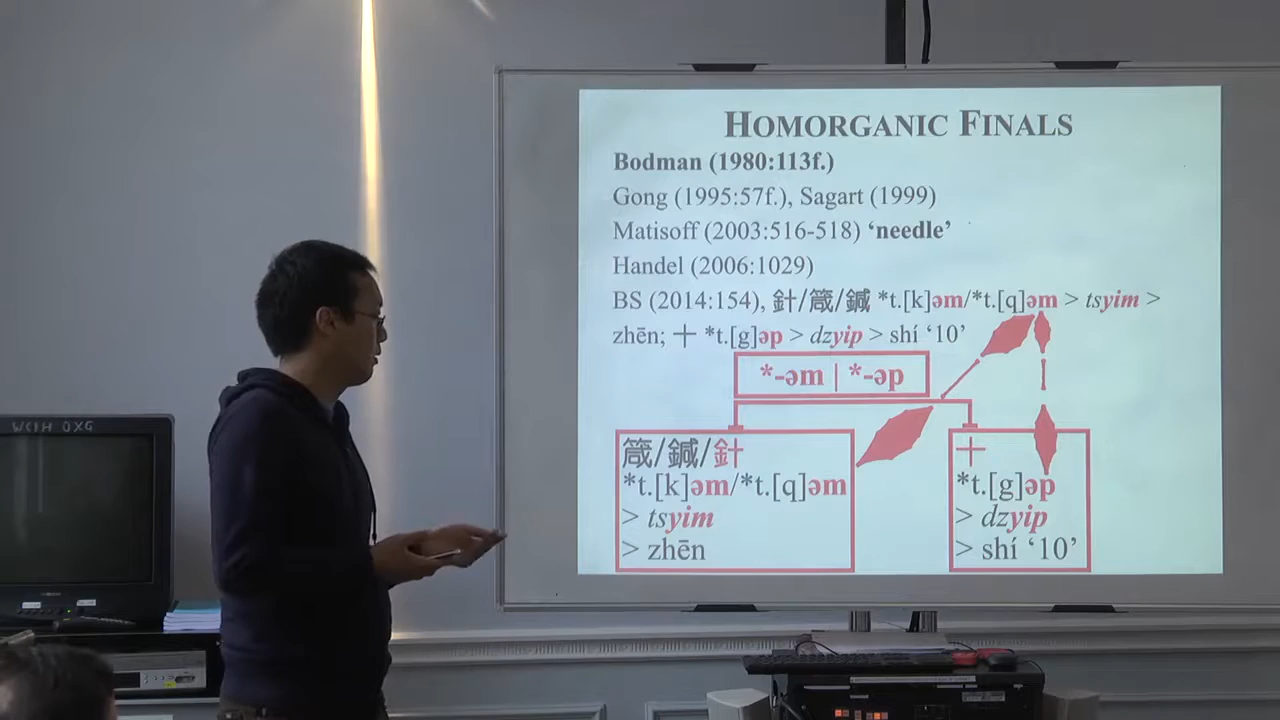 HOMORGANIC FINALS
Bodman (1980:113f.)
Gong (1995:57f.), Sagart (1999)
Matisoff (2003:516-518) ‘needle’
Handel (2006:1029)
BS (2014:154), 針/箴/鍼 *t.[k]əm/*t.[q]əm > tsyim >
zhēn; 十 *t.[g]əp > dzyip > shí ‘10’
*-əm | *-əp
箴/鍼/針
*t.[k]əm/*t.[q]əm
> tsyim
> zhēn
十
*t.[g]əp
> dzyip
> shí ‘10’